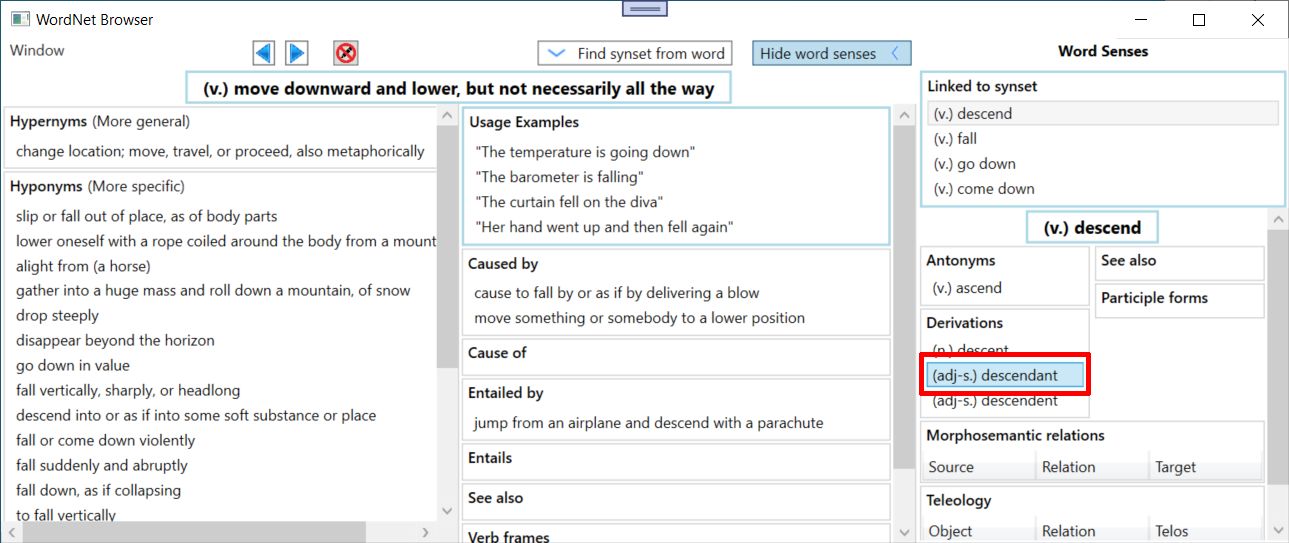 WordNet Browser
Window
Find synset from word
Hide word senses
Word Senses
(v.) move downward and lower, but not necessarily all the way
Hypernyms (More general)
change location; move, travel, or proceed, also metaphorically
Hyponyms (More specific)
slip or fall out of place, as of body parts
lower oneself with a rope coiled around the body from a mount
alight from (a horse)
gather into a huge mass and roll down a mountain, of snow
drop steeply
disappear beyond the horizon
go down in value
fall vertically, sharply, or headlong
descend into or as if into some soft substance or place
fall or come down violently
fall suddenly and abruptly
fall down, as if collapsing
to fall vertically
Usage Examples
"The temperature is going down"
"The barometer is falling"
"The curtain fell on the diva"
"Her hand went up and then fell again"
Caused by
cause to fall by or as if by delivering a blow
move something or somebody to a lower position
Cause of
Entailed by
jump from an airplane and descend with a parachute
Entails
See also
Verb frames
Linked to synset
(v.) descend
(v.) fall
(v.) go down
(v.) come down
(v.) descend
Antonyms
(v.) ascend
See also
Participle forms
Derivations
(n.) descent
(adj-s.) descendant
(adj-s.) descendent
Morphosemantic relations
Source Relation Target
Teleology
Object Relation Telos